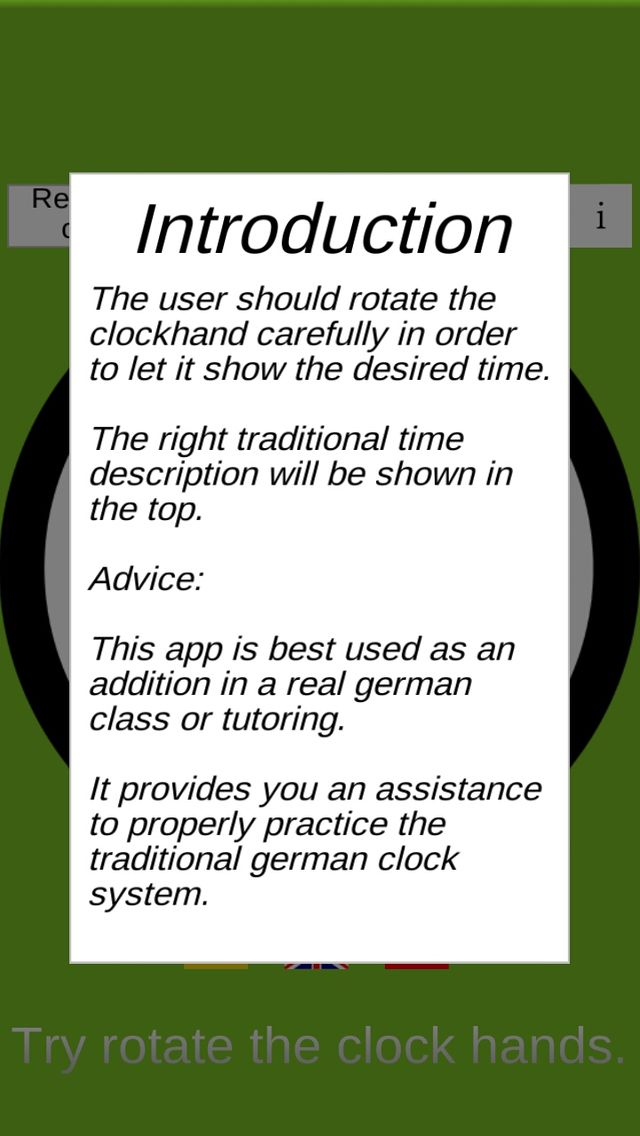 Introduction
Re
i
The user should rotate the
clockhand carefully in order
to let it show the desired time.
The right traditional time
description will be shown in
the top.
Advice:
This app is best used as an
addition in a real german
class or tutoring.
It provides you an assistance
to properly practice the
traditional german clock
system.
Try rotate the clock hands.